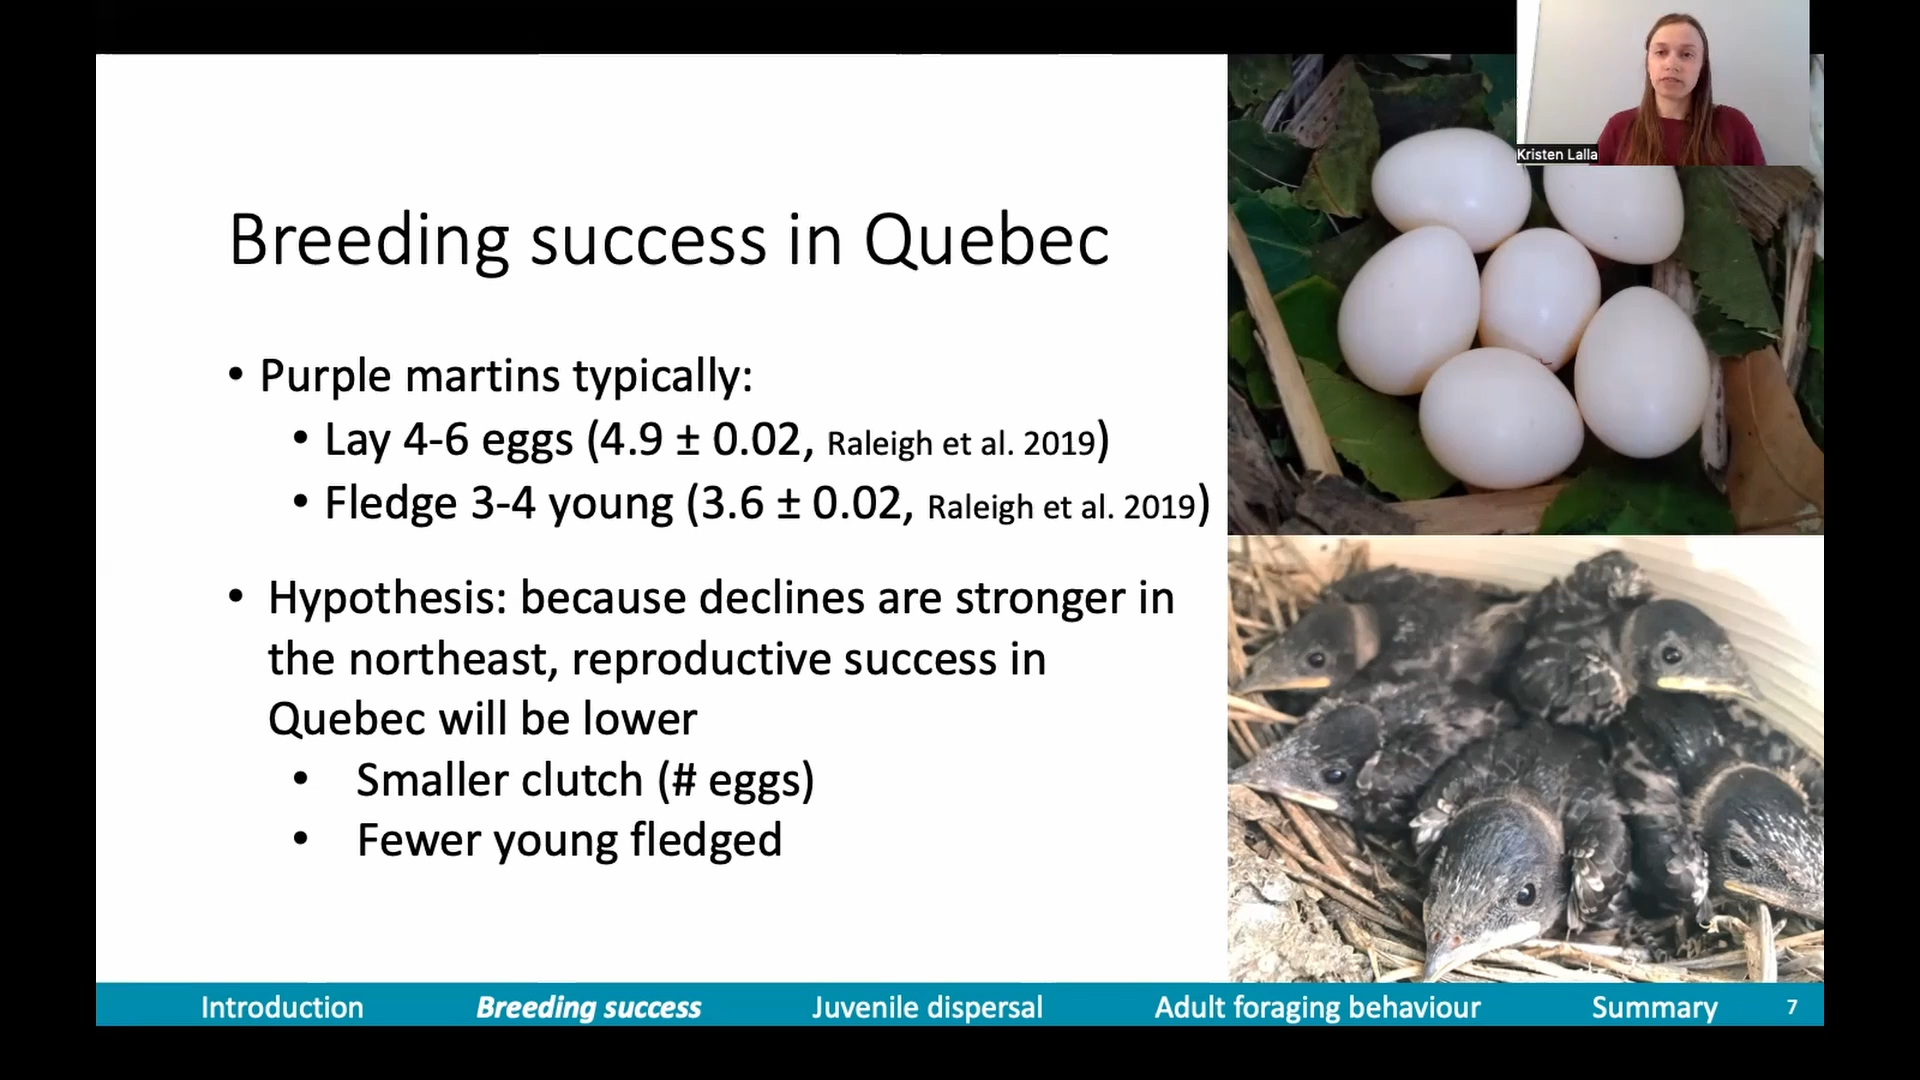 Kristen Lalla
Breeding success in Quebec
• Purple martins typically:
• Lay 4-6 eggs (4.9 ± 0.02, Raleigh et al. 2019)
• Fledge 3-4 young (3.6 ± 0.02, Raleigh et al. 2019)
• Hypothesis: because declines are stronger in
the northeast, reproductive success in
Quebec will be lower
• Smaller clutch (# eggs)
• Fewer young fledged
Introduction Breeding success Juvenile dispersal Adult foraging behaviour Summary 7